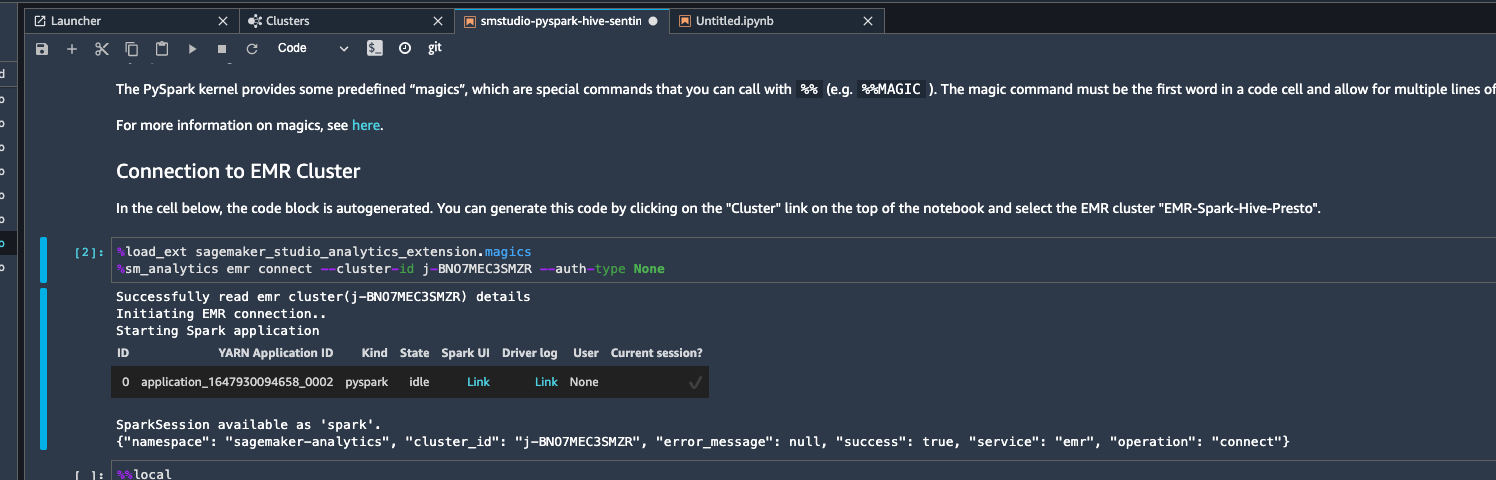 Launcher
Clusters
smstudio-pyspark-hive-sentin
Untitled.ipynb
Code
git
The PySpark kernel provides some predefined “magics”, which are special commands that you can call with %% (e.g. %%MAGIC ). The magic command must be the first word in a code cell and allow for multiple lines of
For more information on magics, see here.
Connection to EMR Cluster
In the cell below, the code block is autogenerated. You can generate this code by clicking on the "Cluster" link on the top of the notebook and select the EMR cluster "EMR-Spark-Hive-Presto".
[2]: %load_ext sagemaker_studio_analytics_extension.magics
%sm_analytics emr connect --cluster-id j-BNO7MEC3SMZR --auth-type None
Successfully read emr cluster(j-BNO7MEC3SMZR) details
Initiating EMR connection..
Starting Spark application
ID YARN Application ID Kind State Spark UI Driver log User Current session?
0 application_1647930094658_0002 pyspark idle Link Link None ✓
SparkSession available as 'spark'.
{"namespace": "sagemaker-analytics", "cluster_id": "j-BNO7MEC3SMZR", "error_message": null, "success": true, "service": "emr", "operation": "connect"}
[ ]: %%local